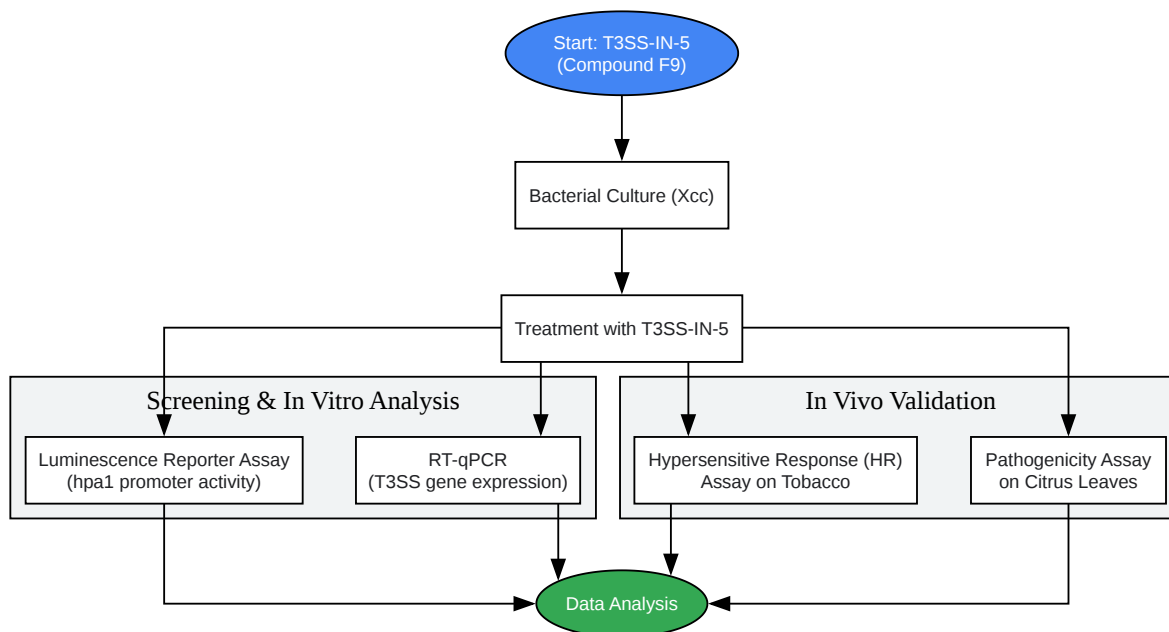 Start: T3SS-IN-5
(Compound F9)
Bacterial Culture (Xcc)
Treatment with T3SS-IN-5
Screening & In Vitro Analysis
Luminescence Reporter Assay
(hpa1 promoter activity)
RT-qPCR
(T3SS gene expression)
In Vivo Validation
Hypersensitive Response (HR)
Assay on Tobacco
Pathogenicity Assay
on Citrus Leaves
Data Analysis